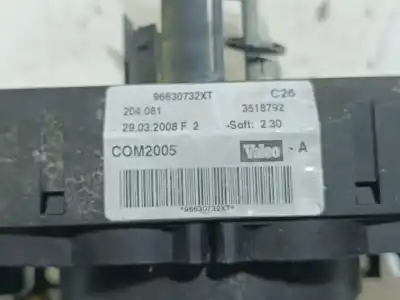 96630732XT C26
204.081 3518792
29.03.2008 F 2 -Soft: 2.30
COM2005 Valeo - A
*96630732XT*